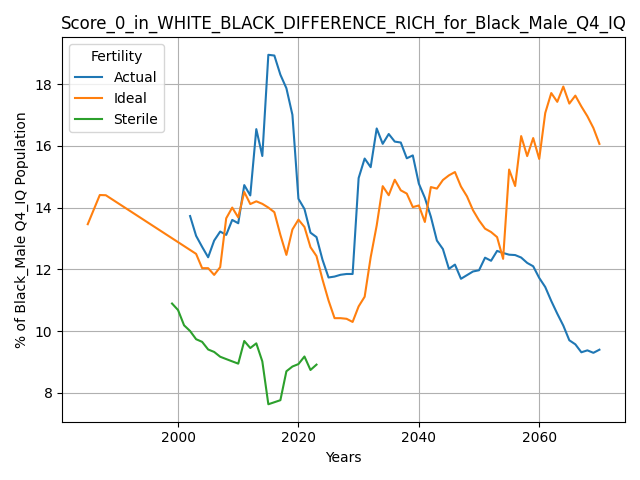 Score_0_in_WHITE_BLACK_DIFFERENCE_RICH_for_Black_Male_Q4_IQ
Fertility
Actual
Ideal
Sterile
% of Black_Male Q4_IQ Population
18
16
14
12
10
8
2000
2020
2040
2060
Years